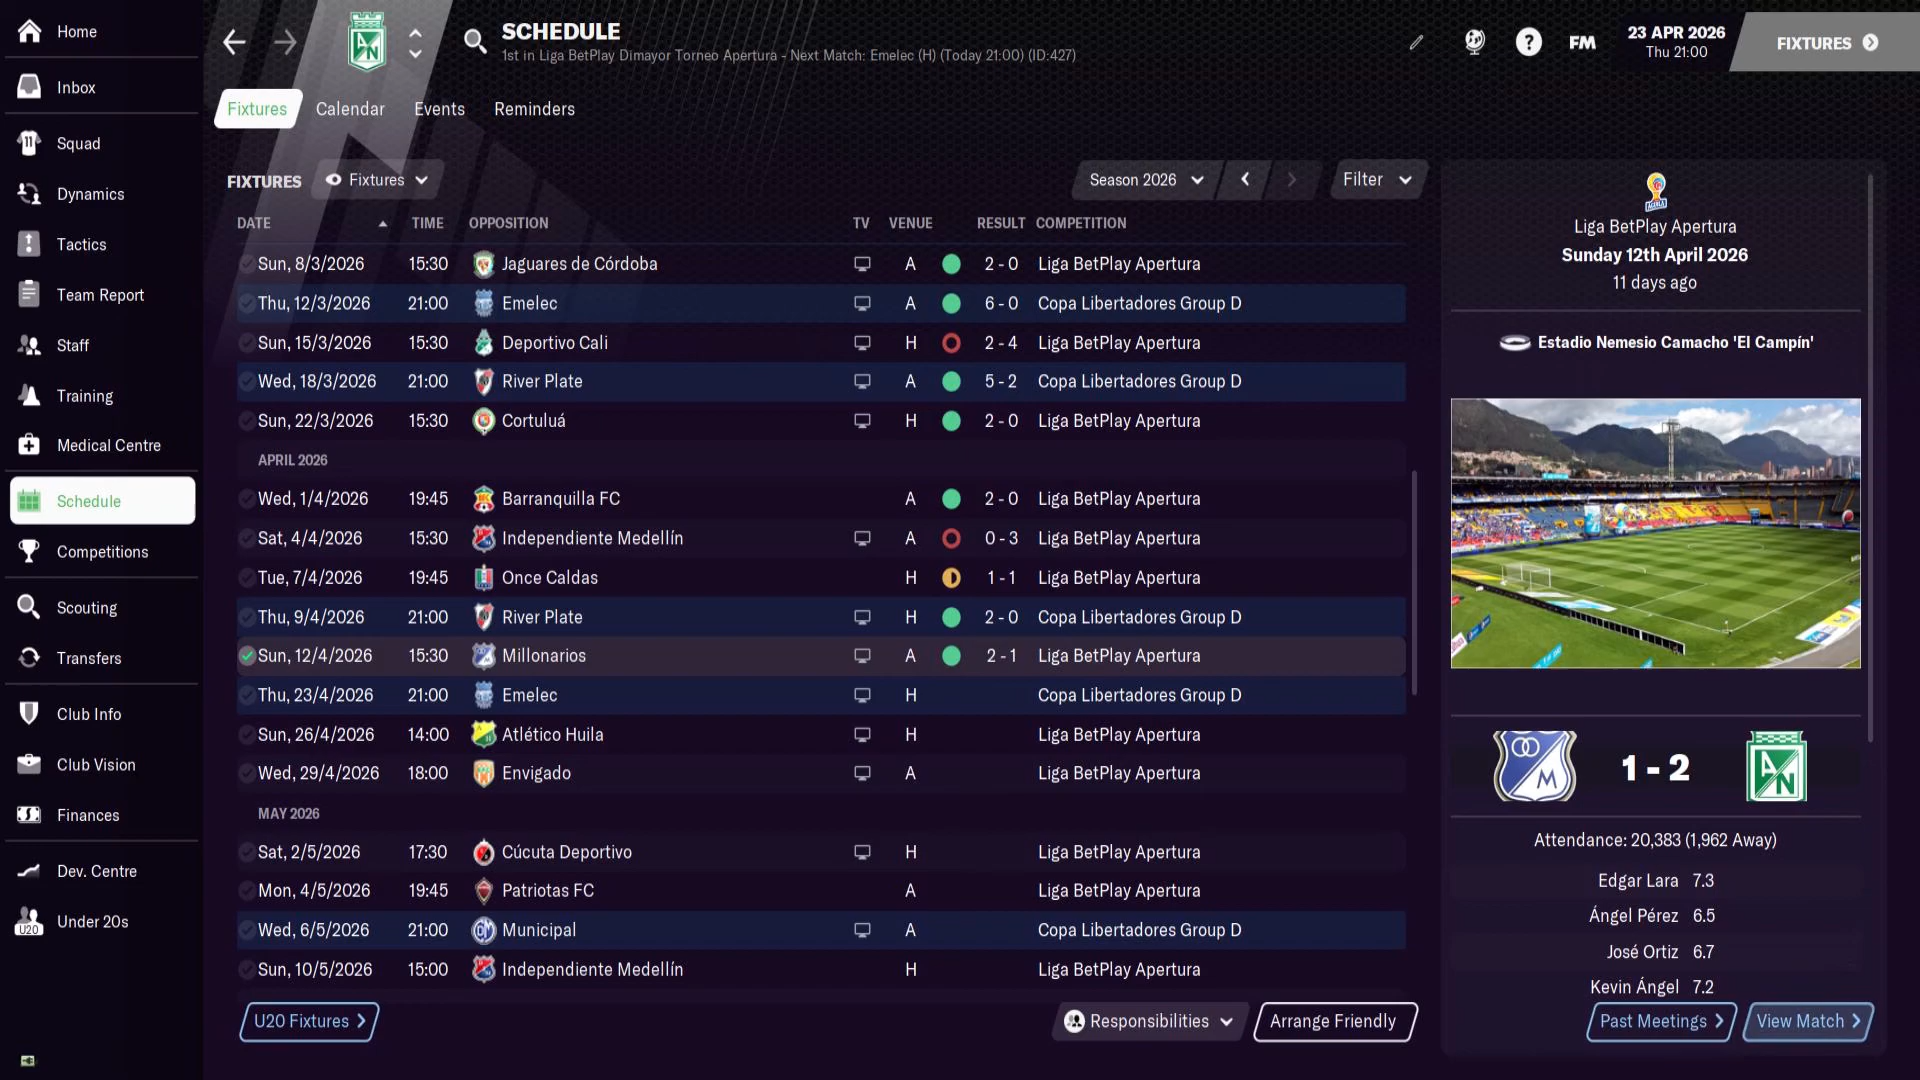 Home
Inbox
Squad
Dynamics
Tactics
Team Report
Staff
Training
Medical Centre
Schedule
Competitions
Scouting
Transfers
Club Info
Club Vision
Finances
Dev. Centre
U20
Under 20s
SCHEDULE
1st in Liga BetPlay Dimayor Torneo Apertura - Next Match: Emelec (H) (Today 21:00) (ID:427)
?
FM
23 APR 2026
Thu 21:00
FIXTURES
Fixtures Calendar Events Reminders
FIXTURES Fixtures Season 2026 Filter
DATE TIME OPPOSITION TV VENUE RESULT COMPETITION
Sun, 8/3/2026 15:30 Jaguares de Córdoba A 2 - 0 Liga BetPlay Apertura
Thu, 12/3/2026 21:00 Emelec A 6 - 0 Copa Libertadores Group D
Sun, 15/3/2026 15:30 Deportivo Cali H 2 - 4 Liga BetPlay Apertura
Wed, 18/3/2026 21:00 River Plate A 5 - 2 Copa Libertadores Group D
Sun, 22/3/2026 15:30 Cortuluá H 2 - 0 Liga BetPlay Apertura
APRIL 2026
Wed, 1/4/2026 19:45 Barranquilla FC A 2 - 0 Liga BetPlay Apertura
Sat, 4/4/2026 15:30 Independiente Medellín A 0 - 3 Liga BetPlay Apertura
Tue, 7/4/2026 19:45 Once Caldas H 1 - 1 Liga BetPlay Apertura
Thu, 9/4/2026 21:00 River Plate H 2 - 0 Copa Libertadores Group D
Sun, 12/4/2026 15:30 Millonarios A 2 - 1 Liga BetPlay Apertura
Thu, 23/4/2026 21:00 Emelec H Copa Libertadores Group D
Sun, 26/4/2026 14:00 Atlético Huila H Liga BetPlay Apertura
Wed, 29/4/2026 18:00 Envigado A Liga BetPlay Apertura
MAY 2026
Sat, 2/5/2026 17:30 Cúcuta Deportivo H Liga BetPlay Apertura
Mon, 4/5/2026 19:45 Patriotas FC A Liga BetPlay Apertura
Wed, 6/5/2026 21:00 Municipal A Copa Libertadores Group D
Sun, 10/5/2026 15:00 Independiente Medellín H Liga BetPlay Apertura
U20 Fixtures Responsibilities Arrange Friendly
Liga BetPlay Apertura
Sunday 12th April 2026
11 days ago
Estadio Nemesio Camacho 'El Campín'
M 1 - 2 AN
Attendance: 20,383 (1,962 Away)
Edgar Lara 7.3
Ángel Pérez 6.5
José Ortiz 6.7
Kevin Ángel 7.2
Past Meetings View Match